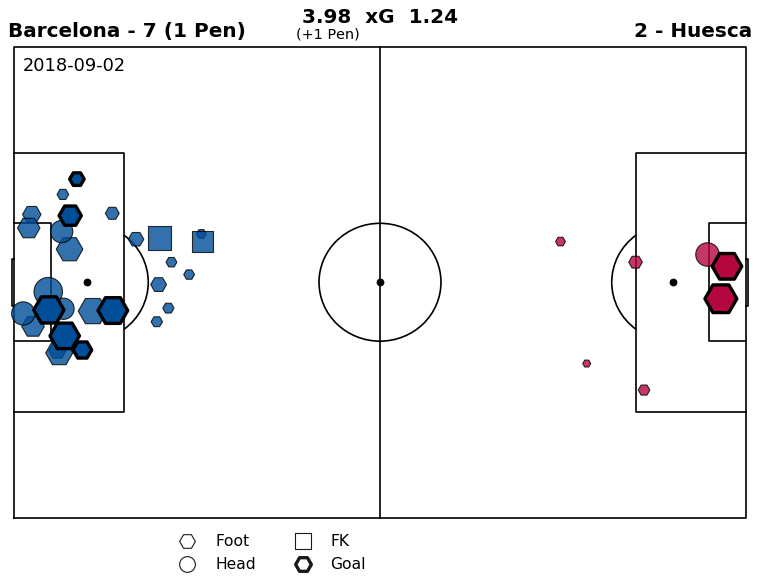 3.98 xG 1.24
Barcelona - 7 (1 Pen)
(+1 Pen)
2 - Huesca
2018-09-02
Foot
FK
Head
Goal